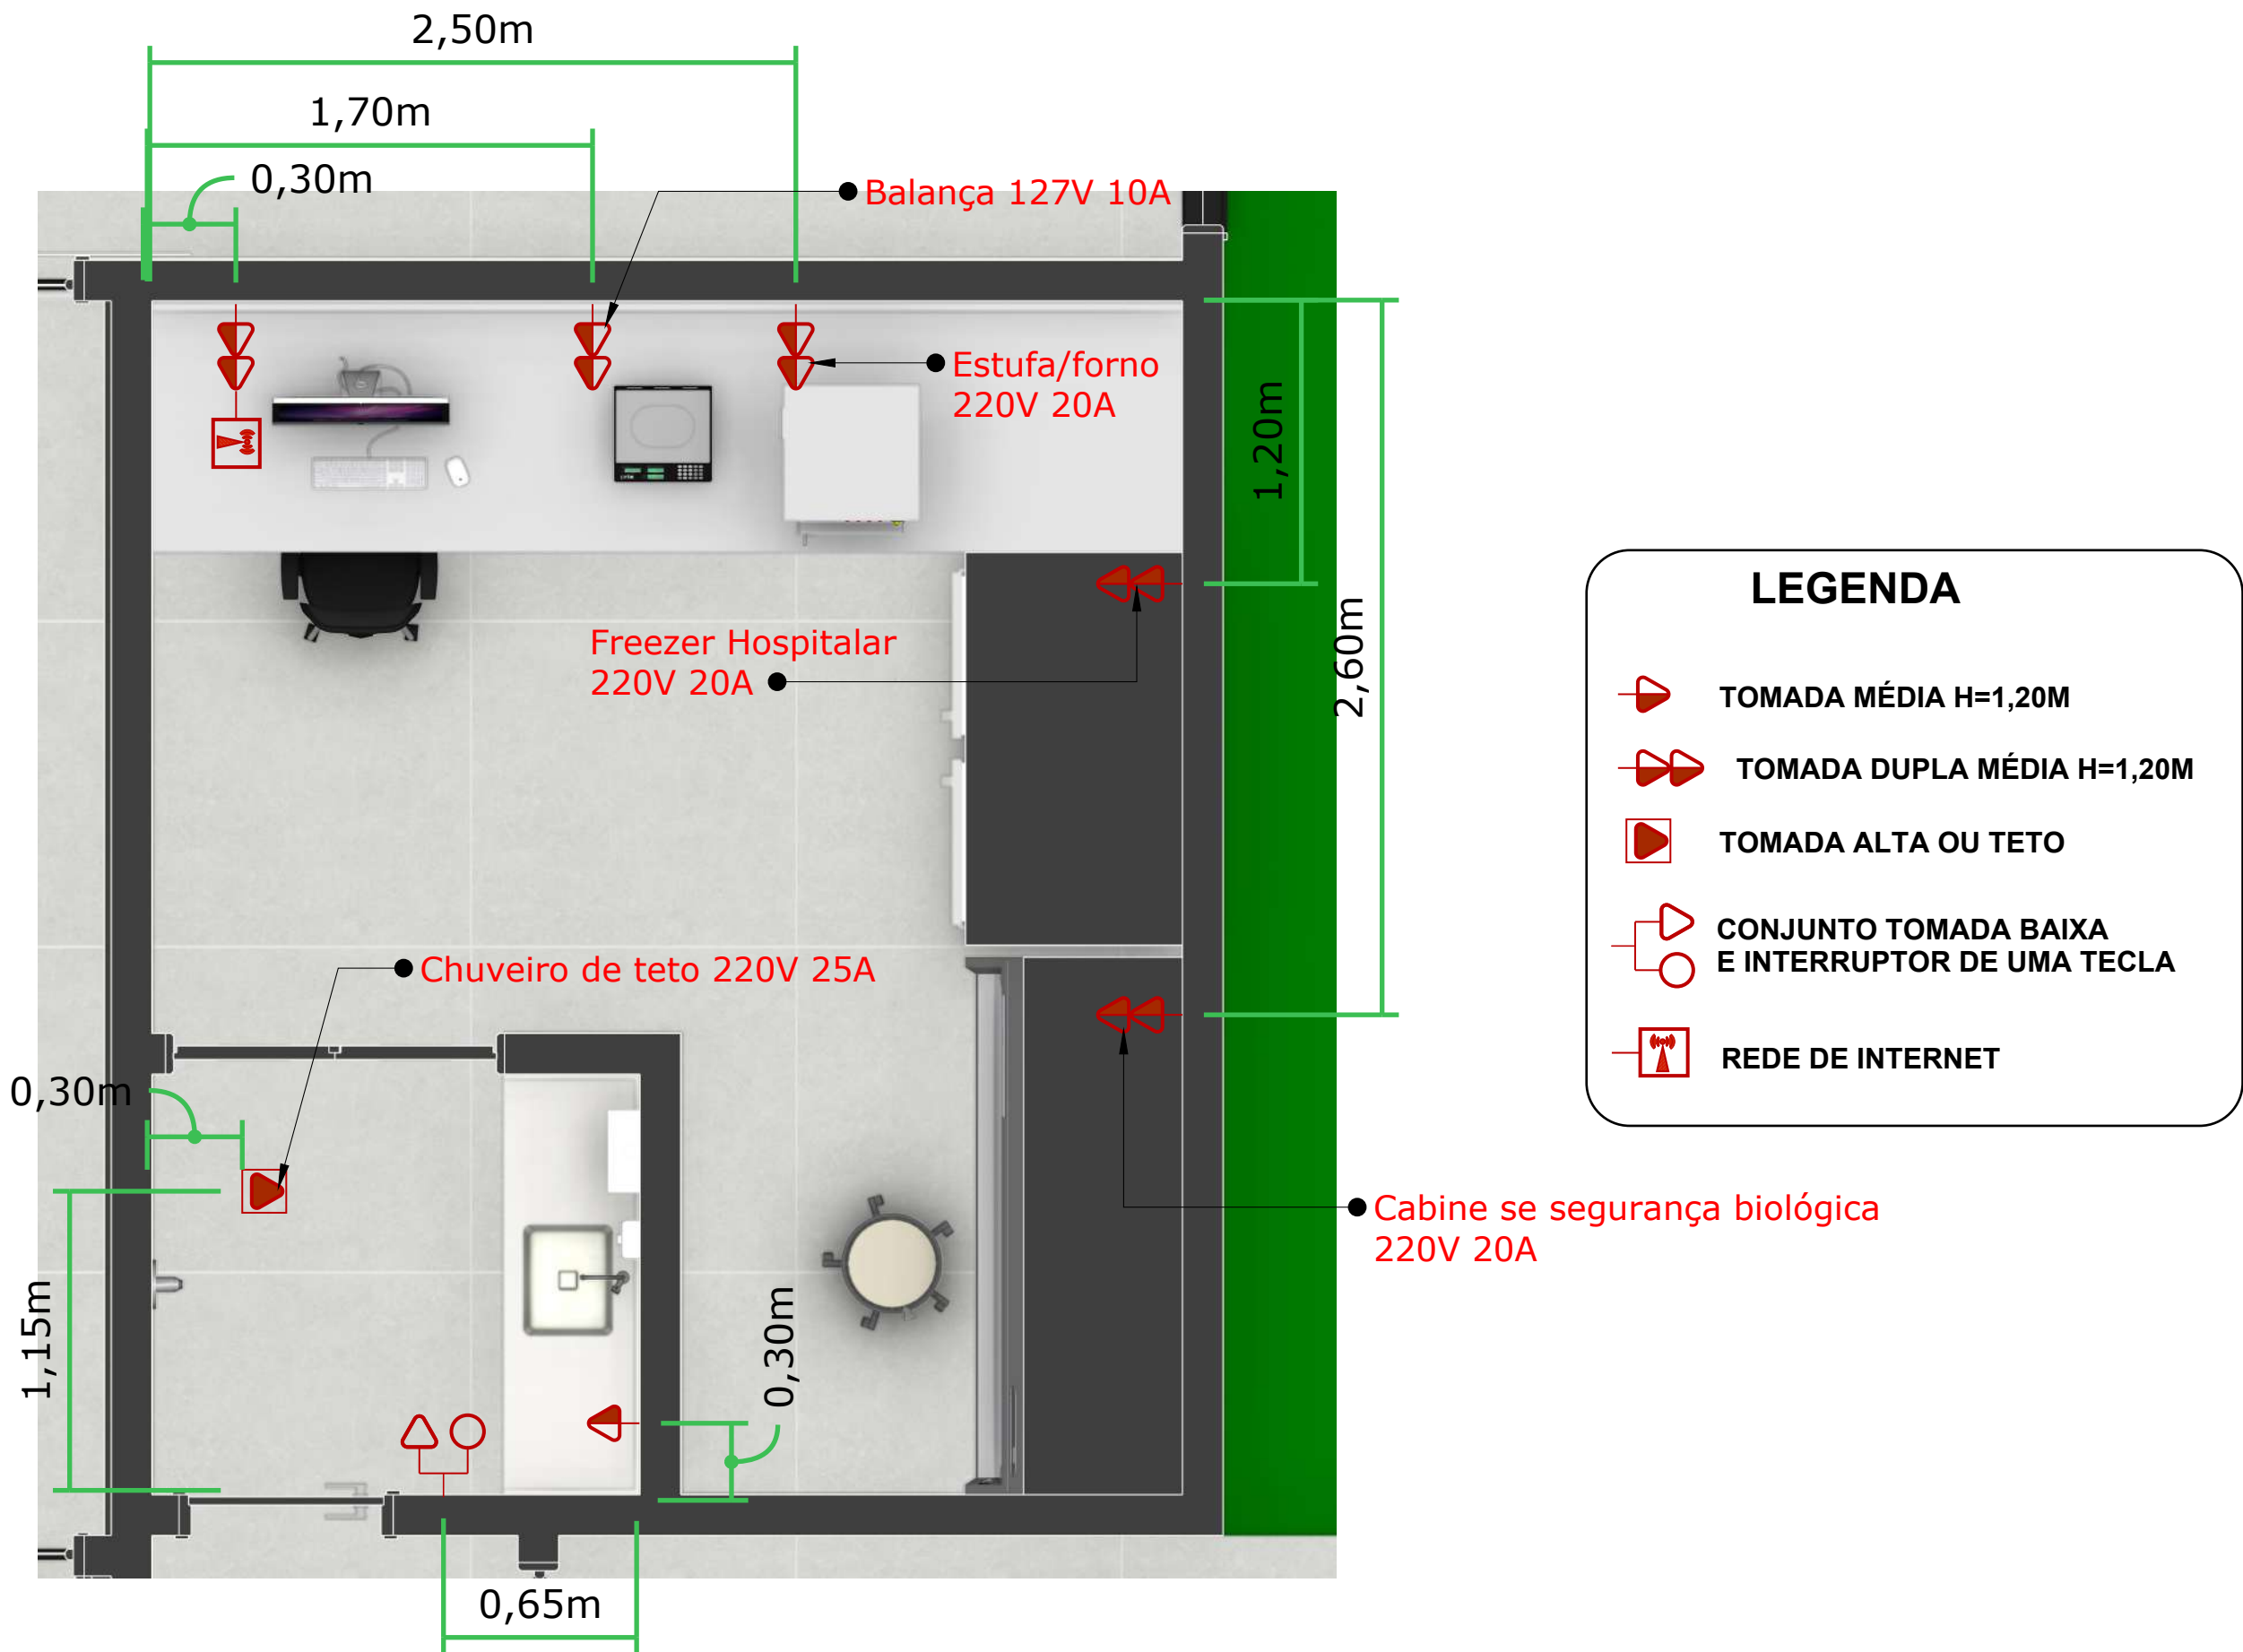 2,50m
1,70m
0,30m
Balança 127V 10A
Estufa/forno
220V 20A
1,20m
2,60m
Freezer Hospitalar
220V 20A
LEGENDA
TOMADA MÉDIA H=1,20M
TOMADA DUPLA MÉDIA H=1,20M
TOMADA ALTA OU TETO
CONJUNTO TOMADA BAIXA
E INTERRUPTOR DE UMA TECLA
REDE DE INTERNET
Chuveiro de teto 220V 25A
0,30m
Cabine se segurança biológica
220V 20A
1,15m
0,30m
0,65m